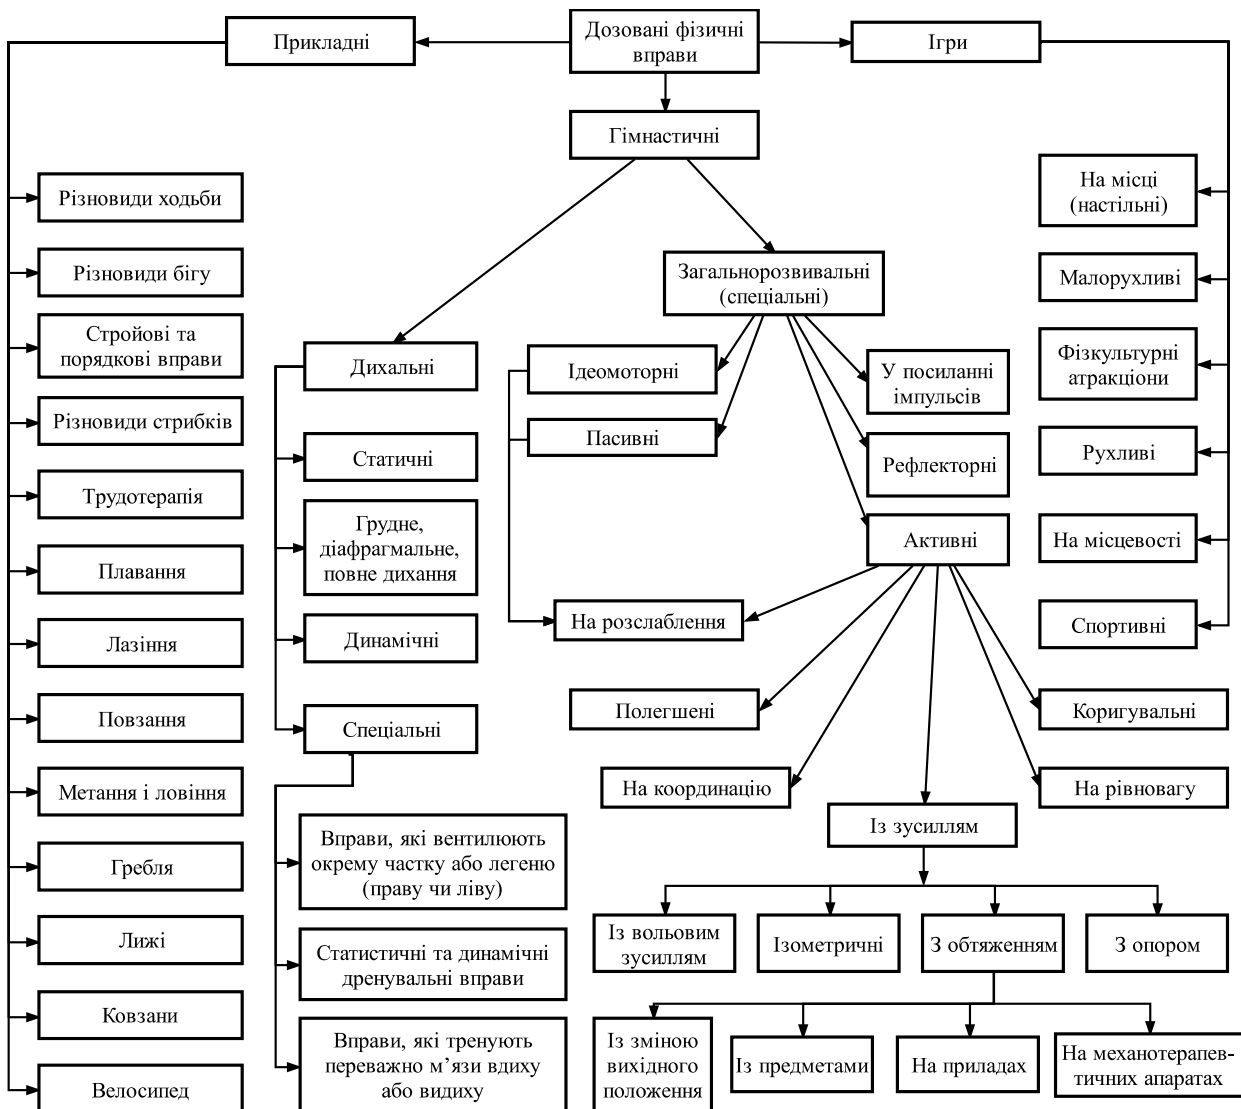 Дозовані фізичні
вправи
Прикладні
Ігри
Гімнастичні
Різновиди ходьби
Різновиди бігу
Стройові та
порядкові вправи
Різновиди стрибків
Трудотерапія
Плавання
Лазіння
Повзання
Метання і ловіння
Гребля
Лижі
Ковзани
Велосипед
Дихальні
Статичні
Грудне,
діафрагмальне,
повне дихання
Динамічні
Спеціальні
Вправи, які вентилюють
окрему частку або легеню
(праву чи ліву)
Статистичні та динамічні
дренувальні вправи
Вправи, які тренують
переважно м’язи вдиху
або видиху
Загальнорозвивальні
(спеціальні)
Ідеомоторні
Пасивні
У посиланні
імпульсів
Рефлекторні
Активні
На розслаблення
Полегшені
На координацію
Із зусиллям
Коригувальні
На рівновагу
Із вольовим
зусиллям
Ізометричні
З обтяженням
З опором
Із зміною
вихідного
положення
Із предметами
На приладах
На механотерапев-
тичних апаратах
На місці
(настільні)
Малорухливі
Фізкультурні
атракціони
Рухливі
На місцевості
Спортивні